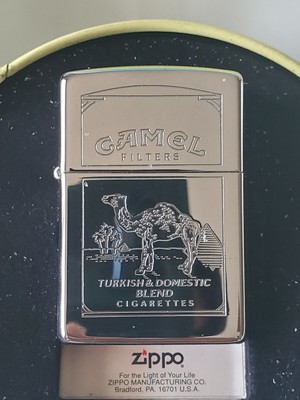 CAMEL
FILTERS
TURKISH & DOMESTIC
BLEND
CIGARETTES
zippo
For the Light of Your Life
ZIPPO MANUFACTURING CO.
Bradford, PA. 16701 U.S.A.